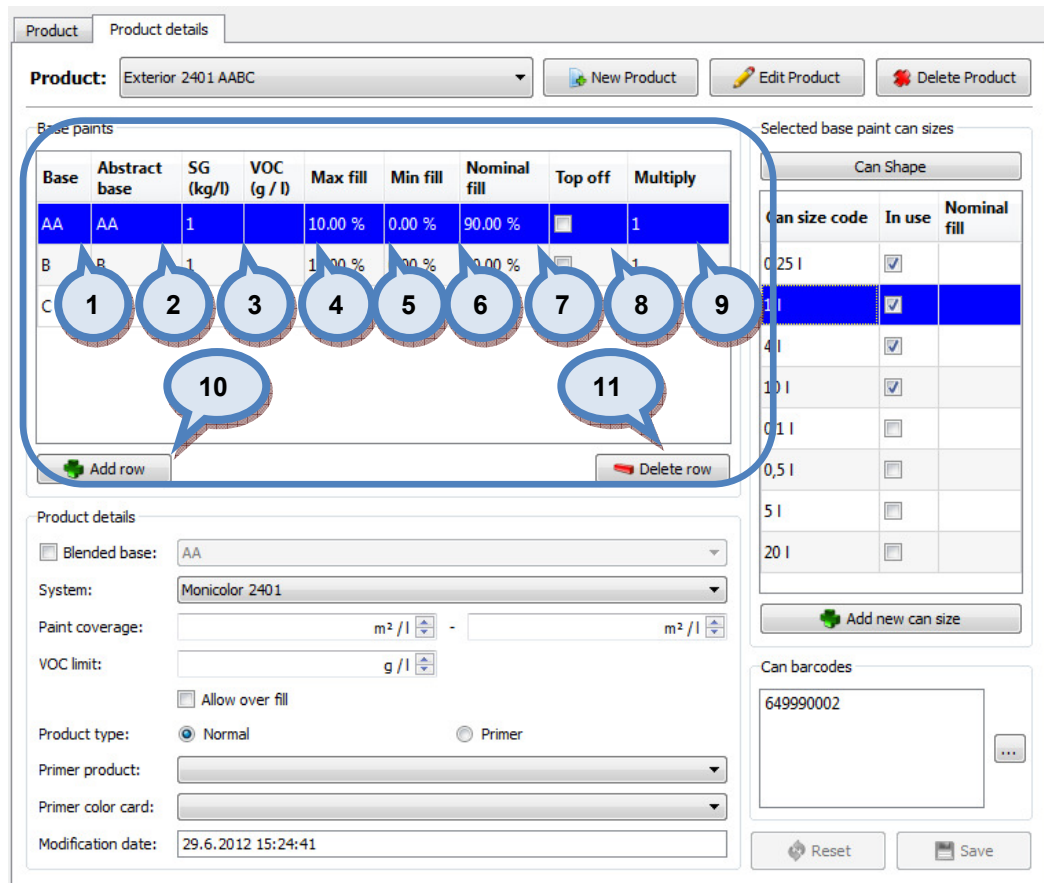 Product Product details
Product: Exterior 2401 AABC New Product Edit Product Delete Product
Base paints
Base Abstract base SG (kg/l) VOC (g / l) Max fill Min fill Nominal fill Top off Multiply
AA AA 1 10.00 % 0.00 % 90.00 % 1
B B 1
C
1 2 3 4 5 6 7 8 9
10 11
Add row Delete row
Selected base paint can sizes
Can Shape
Can size code In use Nominal fill
0,25 l
1 l
4 l
10 l
0,1 l
0,5 l
5 l
20 l
Add new can size
Product details
Blended base: AA
System: Monicolor 2401
Paint coverage: m² / l - m² / l
VOC limit: g / l
Allow over fill
Product type: Normal Primer
Primer product:
Primer color card:
Modification date: 29.6.2012 15:24:41
Can barcodes
649990002
...
Reset Save